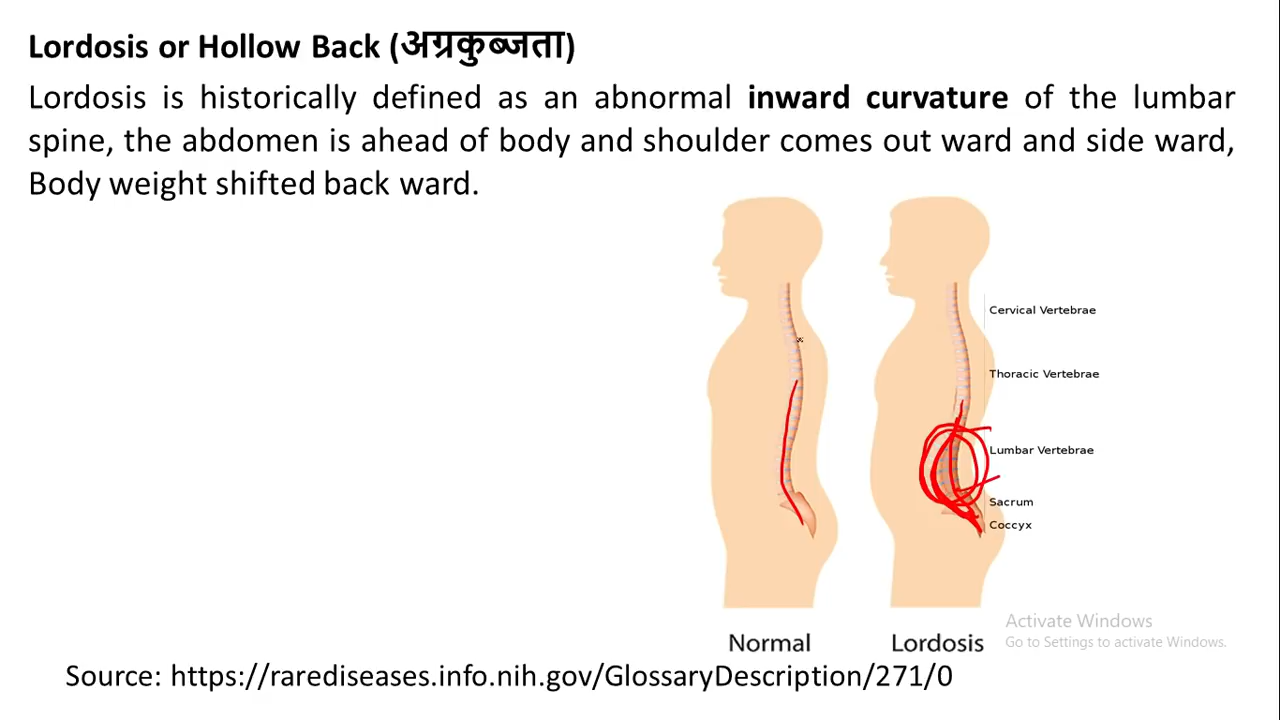 Lordosis or Hollow Back (अग्रकुब्जता)
Lordosis is historically defined as an abnormal inward curvature of the lumbar
spine, the abdomen is ahead of body and shoulder comes out ward and side ward,
Body weight shifted back ward.
Cervical Vertebrae
Thoracic Vertebrae
Lumbar Vertebrae
Sacrum
Coccyx
Normal
Lordosis
Activate Windows
Go to Settings to activate Windows.
Source: https://rarediseases.info.nih.gov/GlossaryDescription/271/0